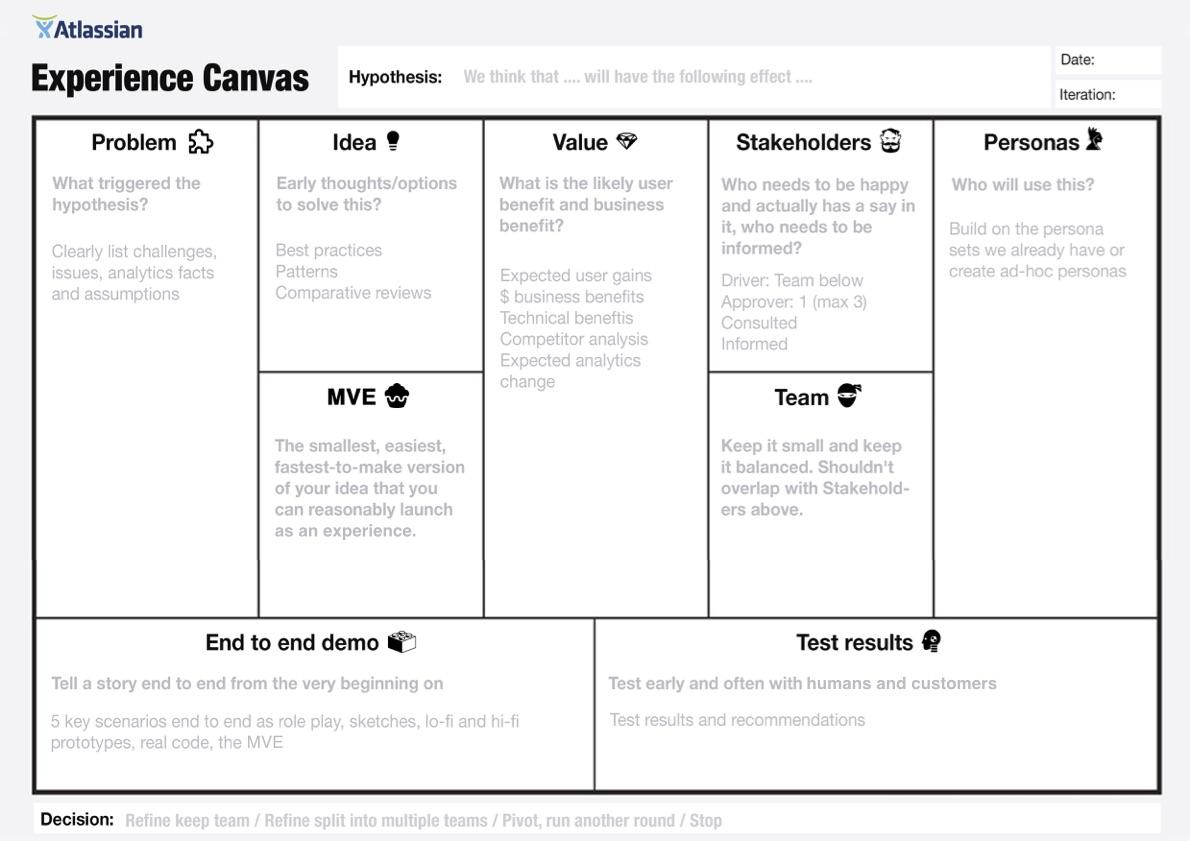 Atlassian
Experience Canvas
Hypothesis: We think that .... will have the following effect ....
Date:
Iteration:
Problem
What triggered the
hypothesis?
Clearly list challenges,
issues, analytics facts
and assumptions
Idea
Early thoughts/options
to solve this?
Best practices
Patterns
Comparative reviews
MVE
The smallest, easiest,
fastest-to-make version
of your idea that you
can reasonably launch
as an experience.
Value
What is the likely user
benefit and business
benefit?
Expected user gains
$ business benefits
Technical beneftis
Competitor analysis
Expected analytics
change
Stakeholders
Who needs to be happy
and actually has a say in
it, who needs to be
informed?
Driver: Team below
Approver: 1 (max 3)
Consulted
Informed
Team
Keep it small and keep
it balanced. Shouldn't
overlap with Stakehold-
ers above.
Personas
Who will use this?
Build on the persona
sets we already have or
create ad-hoc personas
End to end demo
Tell a story end to end from the very beginning on
5 key scenarios end to end as role play, sketches, lo-fi and hi-fi
prototypes, real code, the MVE
Test results
Test early and often with humans and customers
Test results and recommendations
Decision: Refine keep team / Refine split into multiple teams / Pivot, run another round / Stop